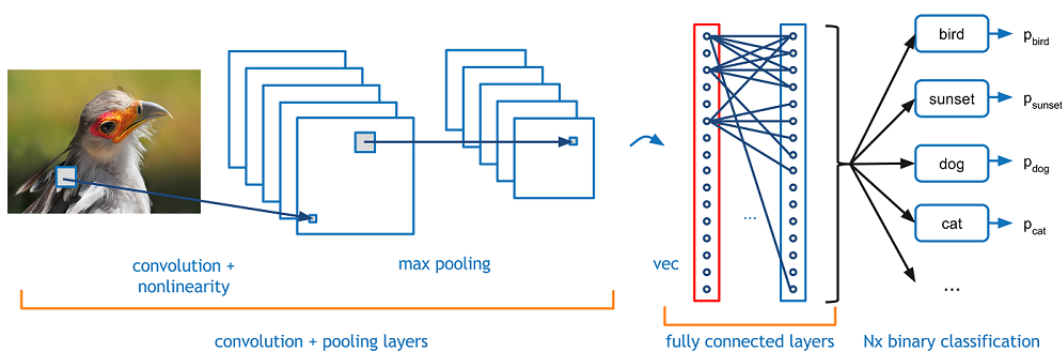 bird
p_bird
sunset
p_sunset
dog
p_dog
cat
p_cat
...
...
convolution +
nonlinearity
max pooling
vec
convolution + pooling layers
fully connected layers
Nx binary classification